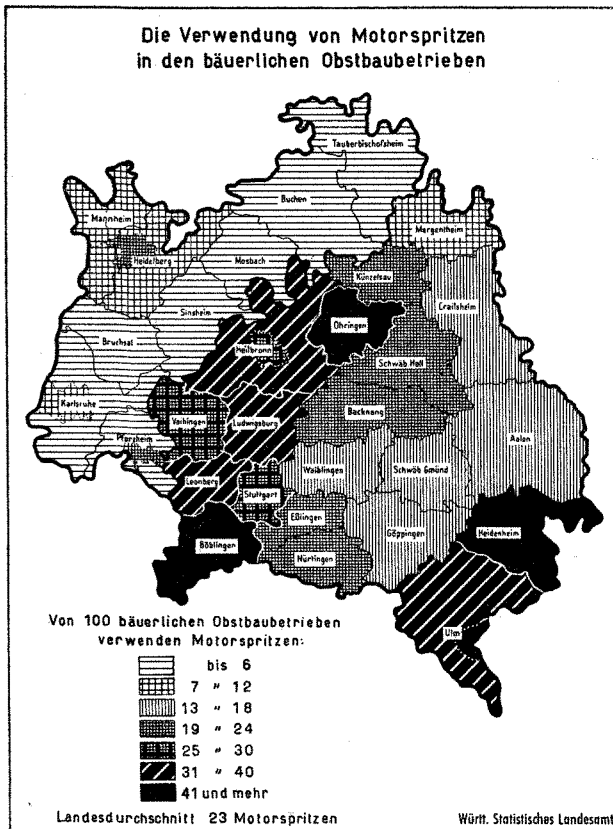 Die Verwendung von Motorspritzen
in den bäuerlichen Obstbaubetrieben
Tauberbischofsheim
Buchen
Mannheim
Mergentheim
Heidelberg
Mosbach
Künzelsau
Sinsheim
Crailsheim
Öhringen
Bruchsal
Heilbronn
Schwäb Hall
Karlsruhe
Vaihingen
Ludwigsburg
Backnang
Pforzheim
Aalen
Waiblingen
Schwäb Gmünd
Leonberg
Stuttgart
Eßlingen
Göppingen
Heidenheim
Böblingen
Nürtingen
Ulm
Von 100 bäuerlichen Obstbaubetrieben
verwenden Motorspritzen:
bis 6
7 " 12
13 " 18
19 " 24
25 " 30
31 " 40
41 und mehr
Landesdurchschnitt 23 Motorspritzen
Württ. Statistisches Landesamt